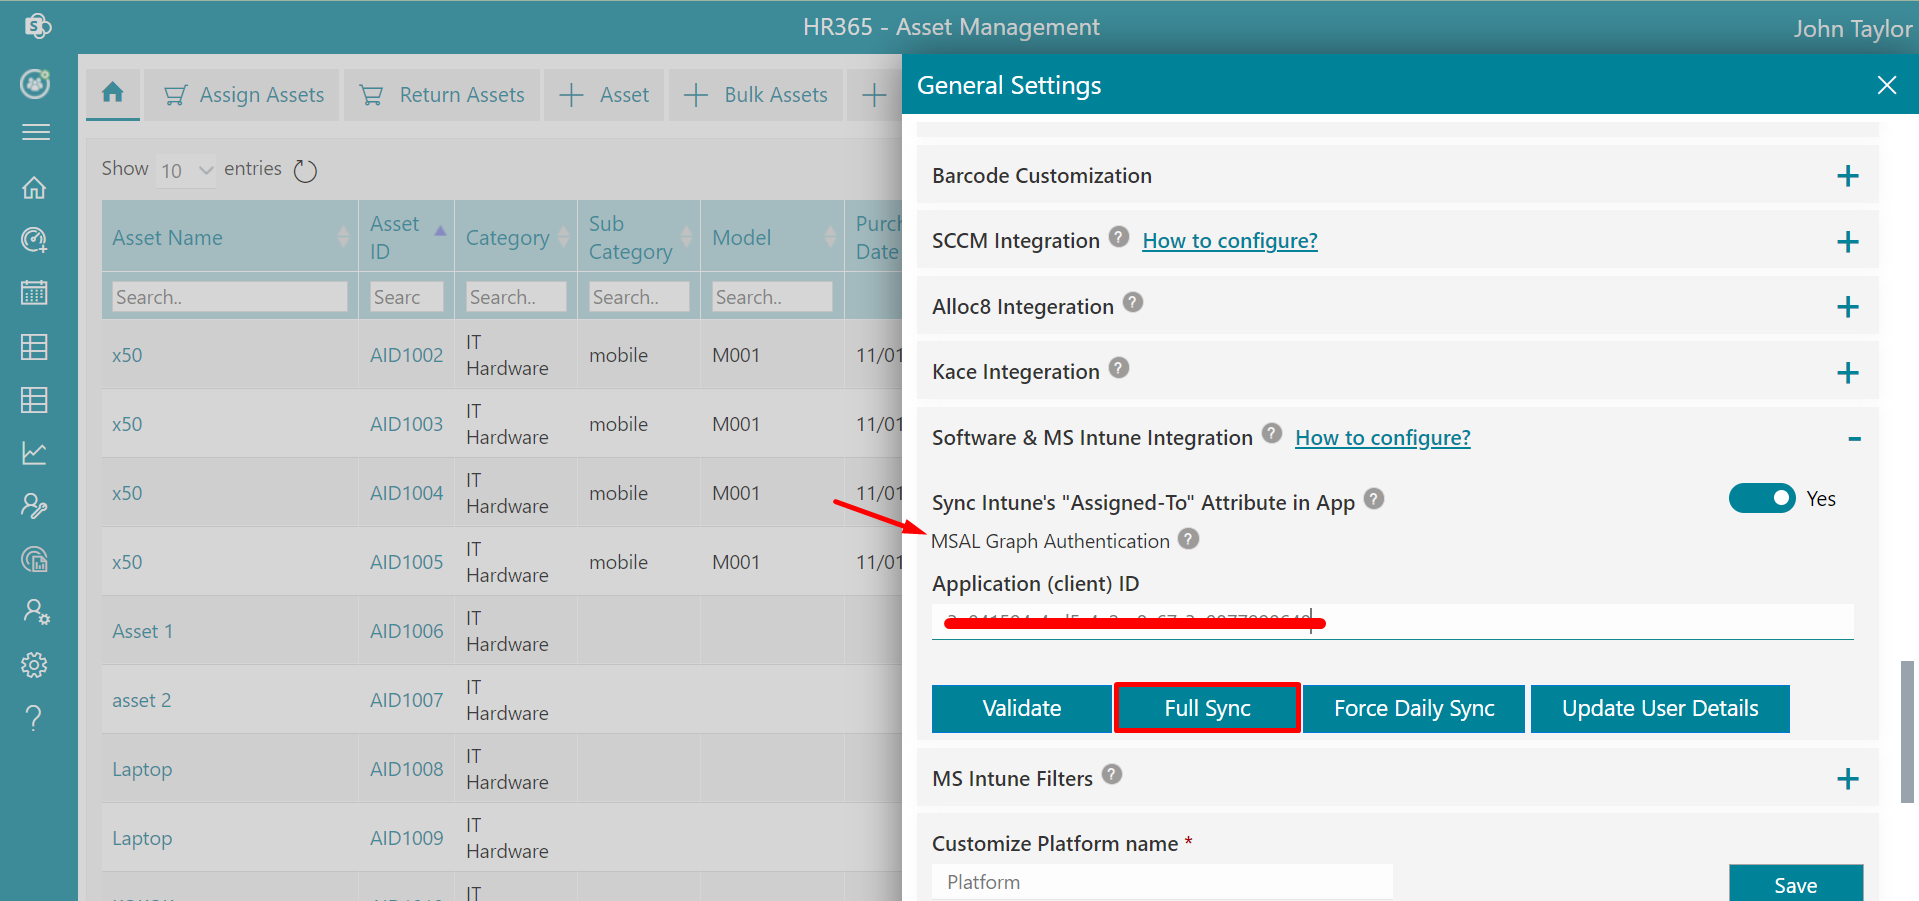 HR365 - Asset Management
John Taylor
Assign Assets
Return Assets
Asset
Bulk Assets
General Settings
Show 10 entries
Asset Name
Asset ID
Category
Sub Category
Model
Date
Search..
Searc
Search..
Search..
Search..
x50 AID1002 IT Hardware mobile M001 11/01
x50 AID1003 IT Hardware mobile M001 11/01
x50 AID1004 IT Hardware mobile M001 11/01
x50 AID1005 IT Hardware mobile M001 11/01
Asset 1 AID1006 IT Hardware
asset 2 AID1007 IT Hardware
Laptop AID1008 IT Hardware
Laptop AID1009 IT Hardware
IT
Barcode Customization
SCCM Integration ? How to configure?
Alloc8 Integeration ?
Kace Integeration ?
Software & MS Intune Integration ? How to configure?
Sync Intune's "Assigned-To" Attribute in App ? Yes
MSAL Graph Authentication ?
Application (client) ID
Validate
Full Sync
Force Daily Sync
Update User Details
MS Intune Filters ?
Customize Platform name *
Platform
Save